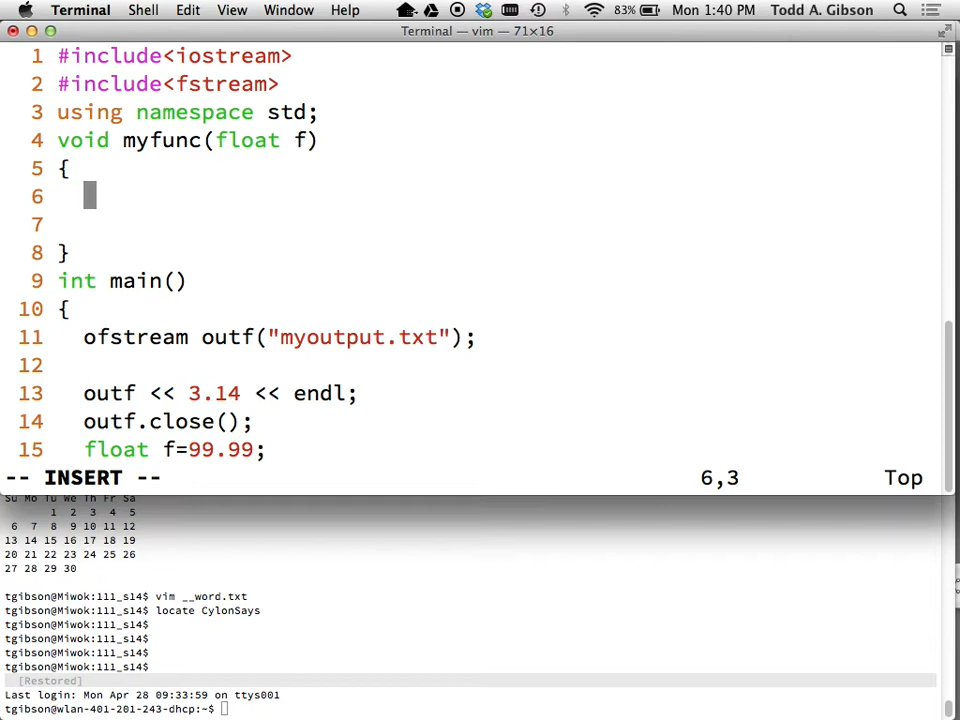 Terminal Shell Edit View Window Help 83% Mon 1:40 PM Todd A. Gibson
Terminal — vim — 71×16
1 #include<iostream>
2 #include<fstream>
3 using namespace std;
4 void myfunc(float f)
5 {
6
7
8 }
9 int main()
10 {
11   ofstream outf("myoutput.txt");
12
13   outf << 3.14 << endl;
14   outf.close();
15   float f=99.99;
-- INSERT -- 6,3 Top
Su Mo Tu We Th Fr Sa
1 2 3 4 5
6 7 8 9 10 11 12
13 14 15 16 17 18 19
20 21 22 23 24 25 26
27 28 29 30
tgibson@Miwok:111_s14$ vim __word.txt
tgibson@Miwok:111_s14$ locate CylonSays
tgibson@Miwok:111_s14$
tgibson@Miwok:111_s14$
tgibson@Miwok:111_s14$
tgibson@Miwok:111_s14$
[Restored]
Last login: Mon Apr 28 09:33:59 on ttys001
tgibson@wlan-401-201-243-dhcp:~$